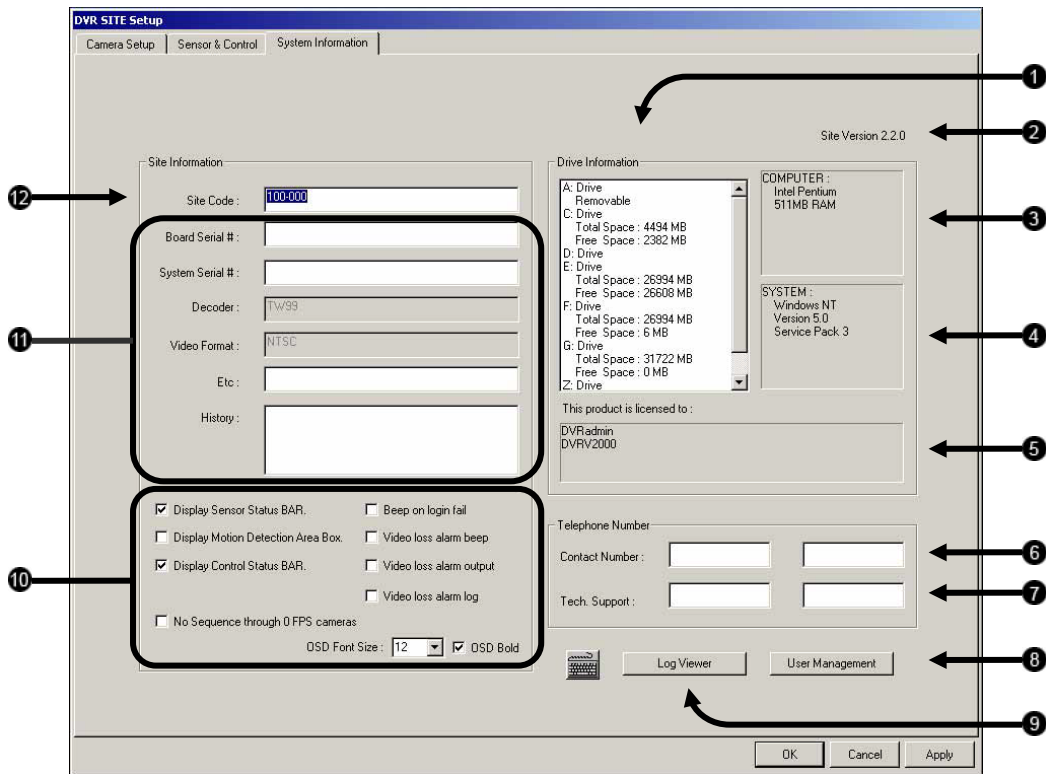 DVR SITE Setup
Camera Setup
Sensor & Control
System Information
1
2
Site Version 2.2.0
Site Information
12
Site Code :
100-000
11
Board Serial # :
System Serial # :
Decoder :
TW99
Video Format :
NTSC
Etc :
History :
10
Display Sensor Status BAR.
Beep on login fail
Display Motion Detection Area Box.
Video loss alarm beep
Display Control Status BAR.
Video loss alarm output
Video loss alarm log
No Sequence through 0 FPS cameras
OSD Font Size :
12
OSD Bold
Drive Information
A: Drive
Removable
C: Drive
Total Space : 4494 MB
Free Space : 2382 MB
D: Drive
E: Drive
Total Space : 26994 MB
Free Space : 26608 MB
F: Drive
Total Space : 26994 MB
Free Space : 6 MB
G: Drive
Total Space : 31722 MB
Free Space : 0 MB
Z: Drive
COMPUTER :
Intel Pentium
511MB RAM
3
SYSTEM :
Windows NT
Version 5.0
Service Pack 3
4
This product is licensed to :
DVRadmin
DVRV2000
5
Telephone Number
Contact Number :
6
Tech. Support :
7
Log Viewer
User Management
8
9
OK
Cancel
Apply